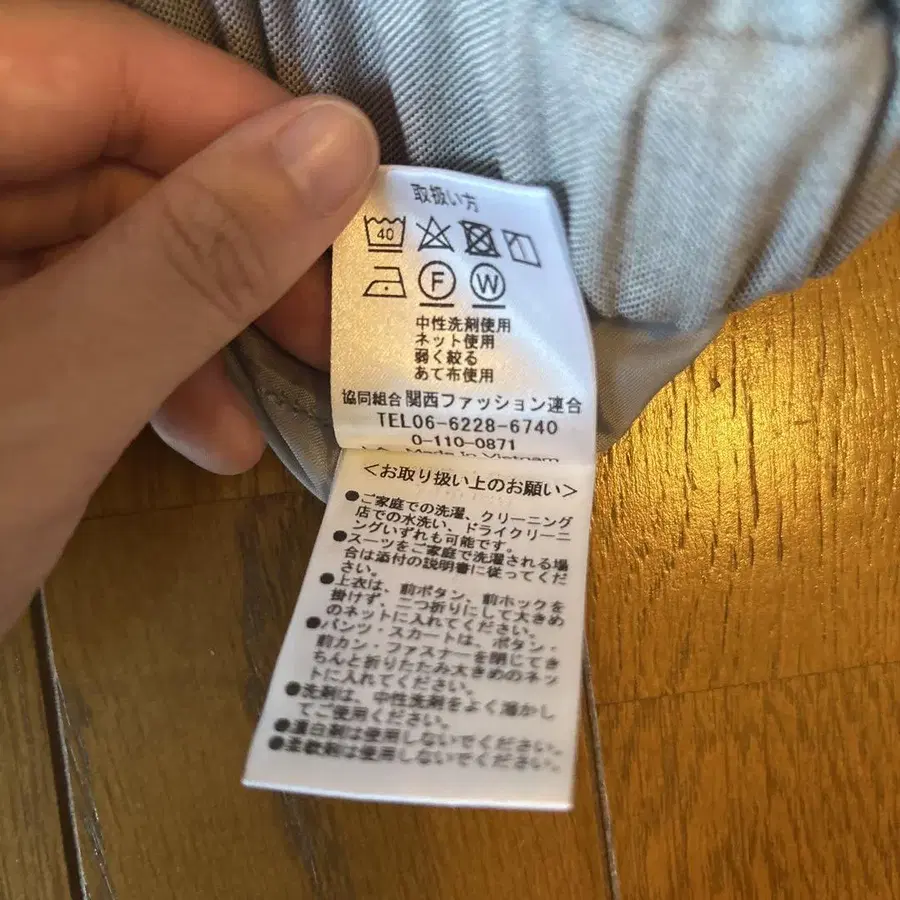 取扱い方
40
F W
中性洗剤使用
ネット使用
弱く絞る
あて布使用
協同組合 関西ファッション連合
TEL06-6228-6740
0-110-0871
Made in Vietnam
<お取り扱い上のお願い>
●ご家庭での洗濯、クリーニング
店での水洗い、ドライクリーニ
ングいずれも可能です。
●スーツをご家庭で洗濯される場
合は添付の説明書に従ってくだ
さい。
●上衣は、前ボタン、前ホックを
掛けず、二つ折りにして大きめ
のネットに入れてください。
●パンツ・スカートは、ボタン・
前カン・ファスナーを閉じてき
ちんと折りたたみ大きめのネッ
トに入れてください。
●洗剤は、中性洗剤をよく溶かし
てご使用ください。
●漂白剤は使用しないでください。
●柔軟剤は使用しないでください。